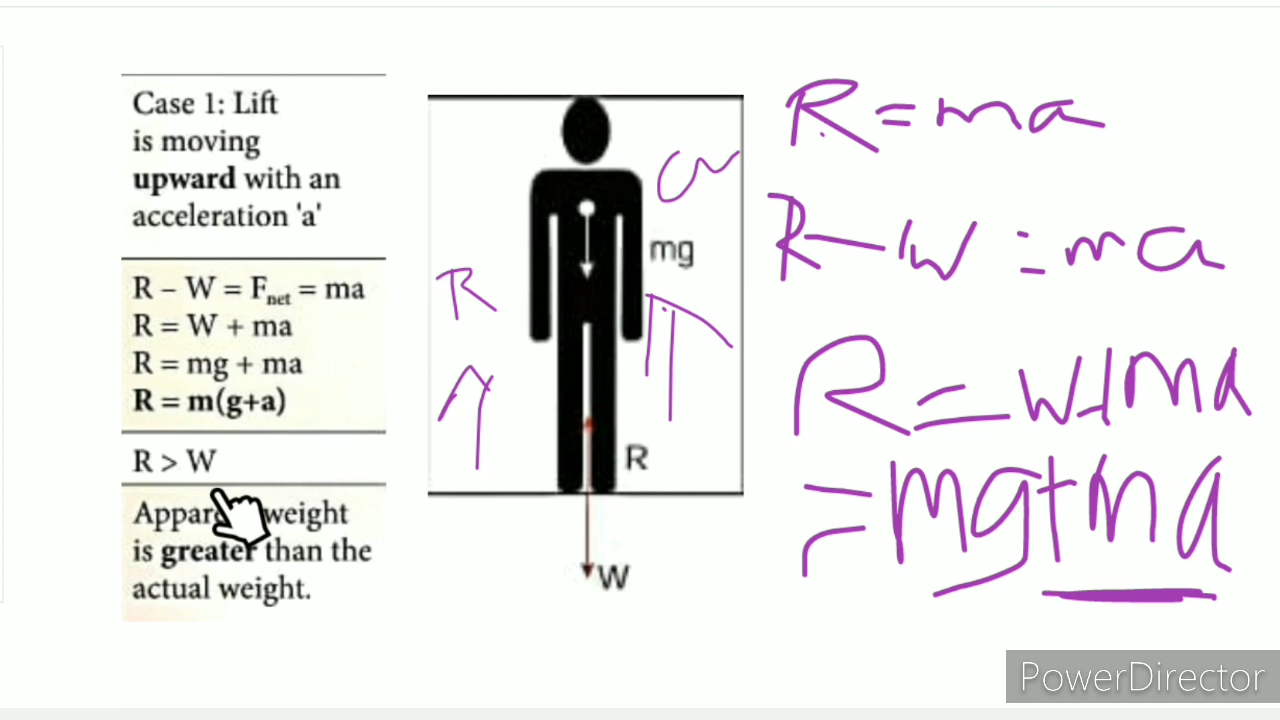 Case 1: Lift
is moving
upward with an
acceleration 'a'
R – W = Fnet = ma
R = W + ma
R = mg + ma
R = m(g+a)
R > W
weight
is greater than the
actual weight.
a
mg
R
R
W
R = ma
R – W = ma
R = W + ma
= mg + ma
PowerDirector